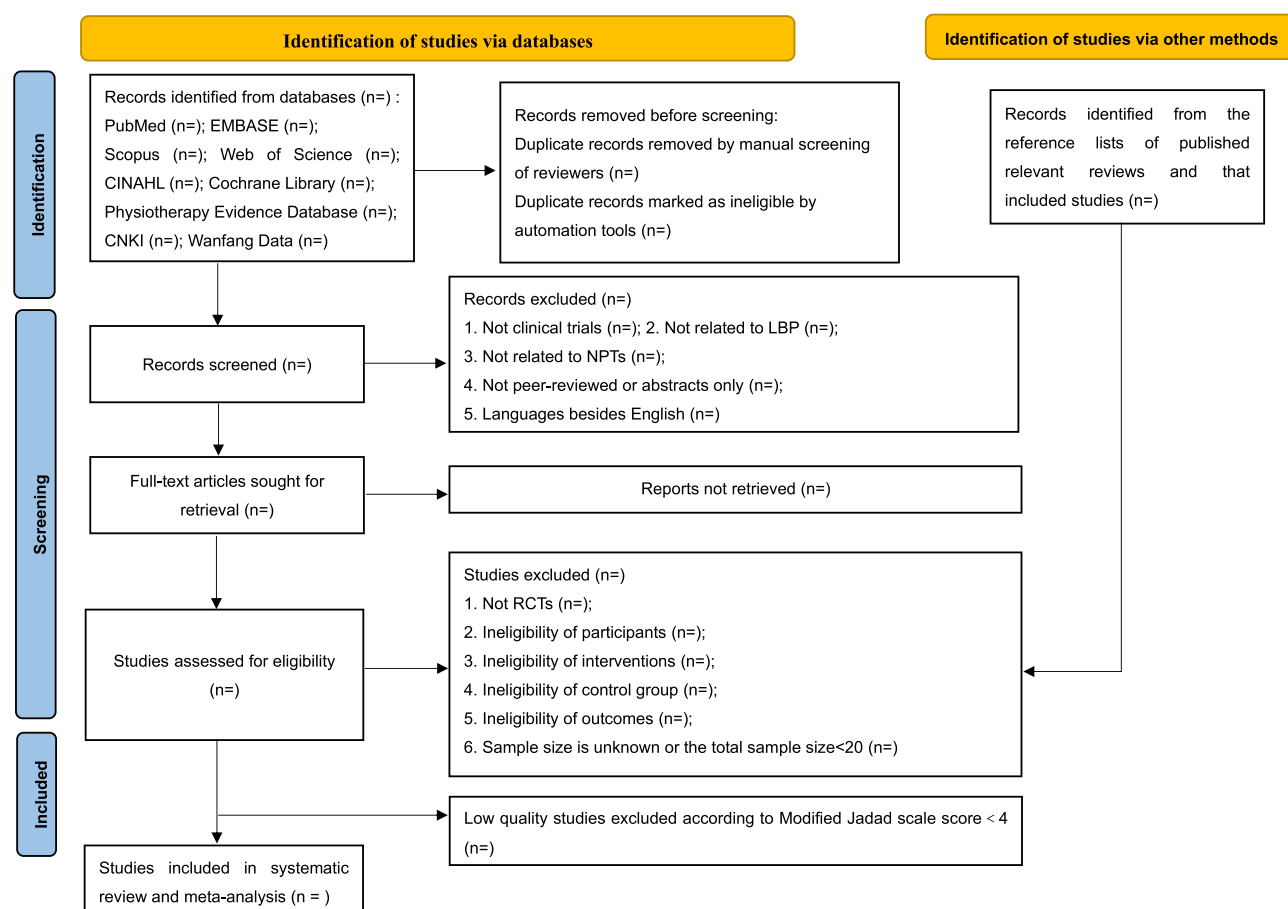 Identification of studies via databases
Identification of studies via other methods
Identification
Records identified from databases (n=) :
PubMed (n=); EMBASE (n=);
Scopus (n=); Web of Science (n=);
CINAHL (n=); Cochrane Library (n=);
Physiotherapy Evidence Database (n=);
CNKI (n=); Wanfang Data (n=)
Records removed before screening:
Duplicate records removed by manual screening
of reviewers (n=)
Duplicate records marked as ineligible by
automation tools (n=)
Records identified from the
reference lists of published
relevant reviews and that
included studies (n=)
Screening
Records screened (n=)
Records excluded (n=)
1. Not clinical trials (n=); 2. Not related to LBP (n=);
3. Not related to NPTs (n=);
4. Not peer-reviewed or abstracts only (n=);
5. Languages besides English (n=)
Full-text articles sought for
retrieval (n=)
Reports not retrieved (n=)
Studies assessed for eligibility
(n=)
Studies excluded (n=)
1. Not RCTs (n=);
2. Ineligibility of participants (n=);
3. Ineligibility of interventions (n=);
4. Ineligibility of control group (n=);
5. Ineligibility of outcomes (n=);
6. Sample size is unknown or the total sample size<20 (n=)
Included
Low quality studies excluded according to Modified Jadad scale score < 4
(n=)
Studies included in systematic
review and meta-analysis (n = )